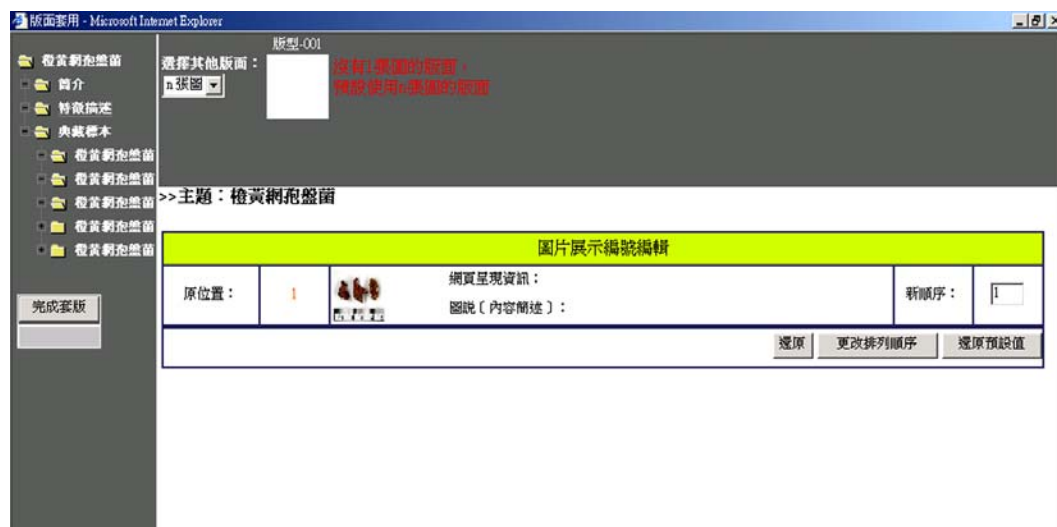 版面套用 - Microsoft Internet Explorer
橙黃網孢盤菌
簡介
特徵描述
典藏標本
橙黃網孢盤菌
橙黃網孢盤菌
橙黃網孢盤菌
橙黃網孢盤菌
橙黃網孢盤菌
完成套版
版型-001
選擇其他版面：
n張圖
沒有1張圖的版面，
預設使用n張圖的版面
>>主題：橙黃網孢盤菌
圖片展示編號編輯
原位置：
1
網頁呈現資訊：
圖說〔內容簡述〕：
新順序：
1
還原
更改排列順序
還原預設值